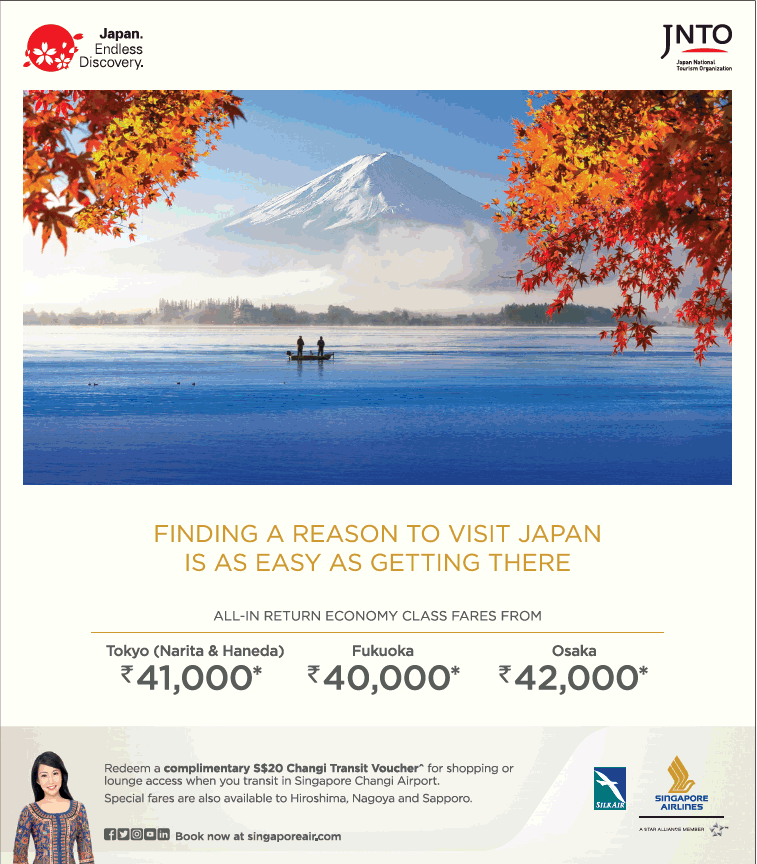 Japan.
Endless
Discovery.
JNTO
Japan National
Tourism Organization
FINDING A REASON TO VISIT JAPAN
IS AS EASY AS GETTING THERE
ALL-IN RETURN ECONOMY CLASS FARES FROM
Tokyo (Narita & Haneda)
₹41,000*
Fukuoka
₹40,000*
Osaka
₹42,000*
Redeem a complimentary S$20 Changi Transit Voucher^ for shopping or
lounge access when you transit in Singapore Changi Airport.
Special fares are also available to Hiroshima, Nagoya and Sapporo.
Book now at singaporeair.com
SILKAIR
SINGAPORE
AIRLINES
A STAR ALLIANCE MEMBER